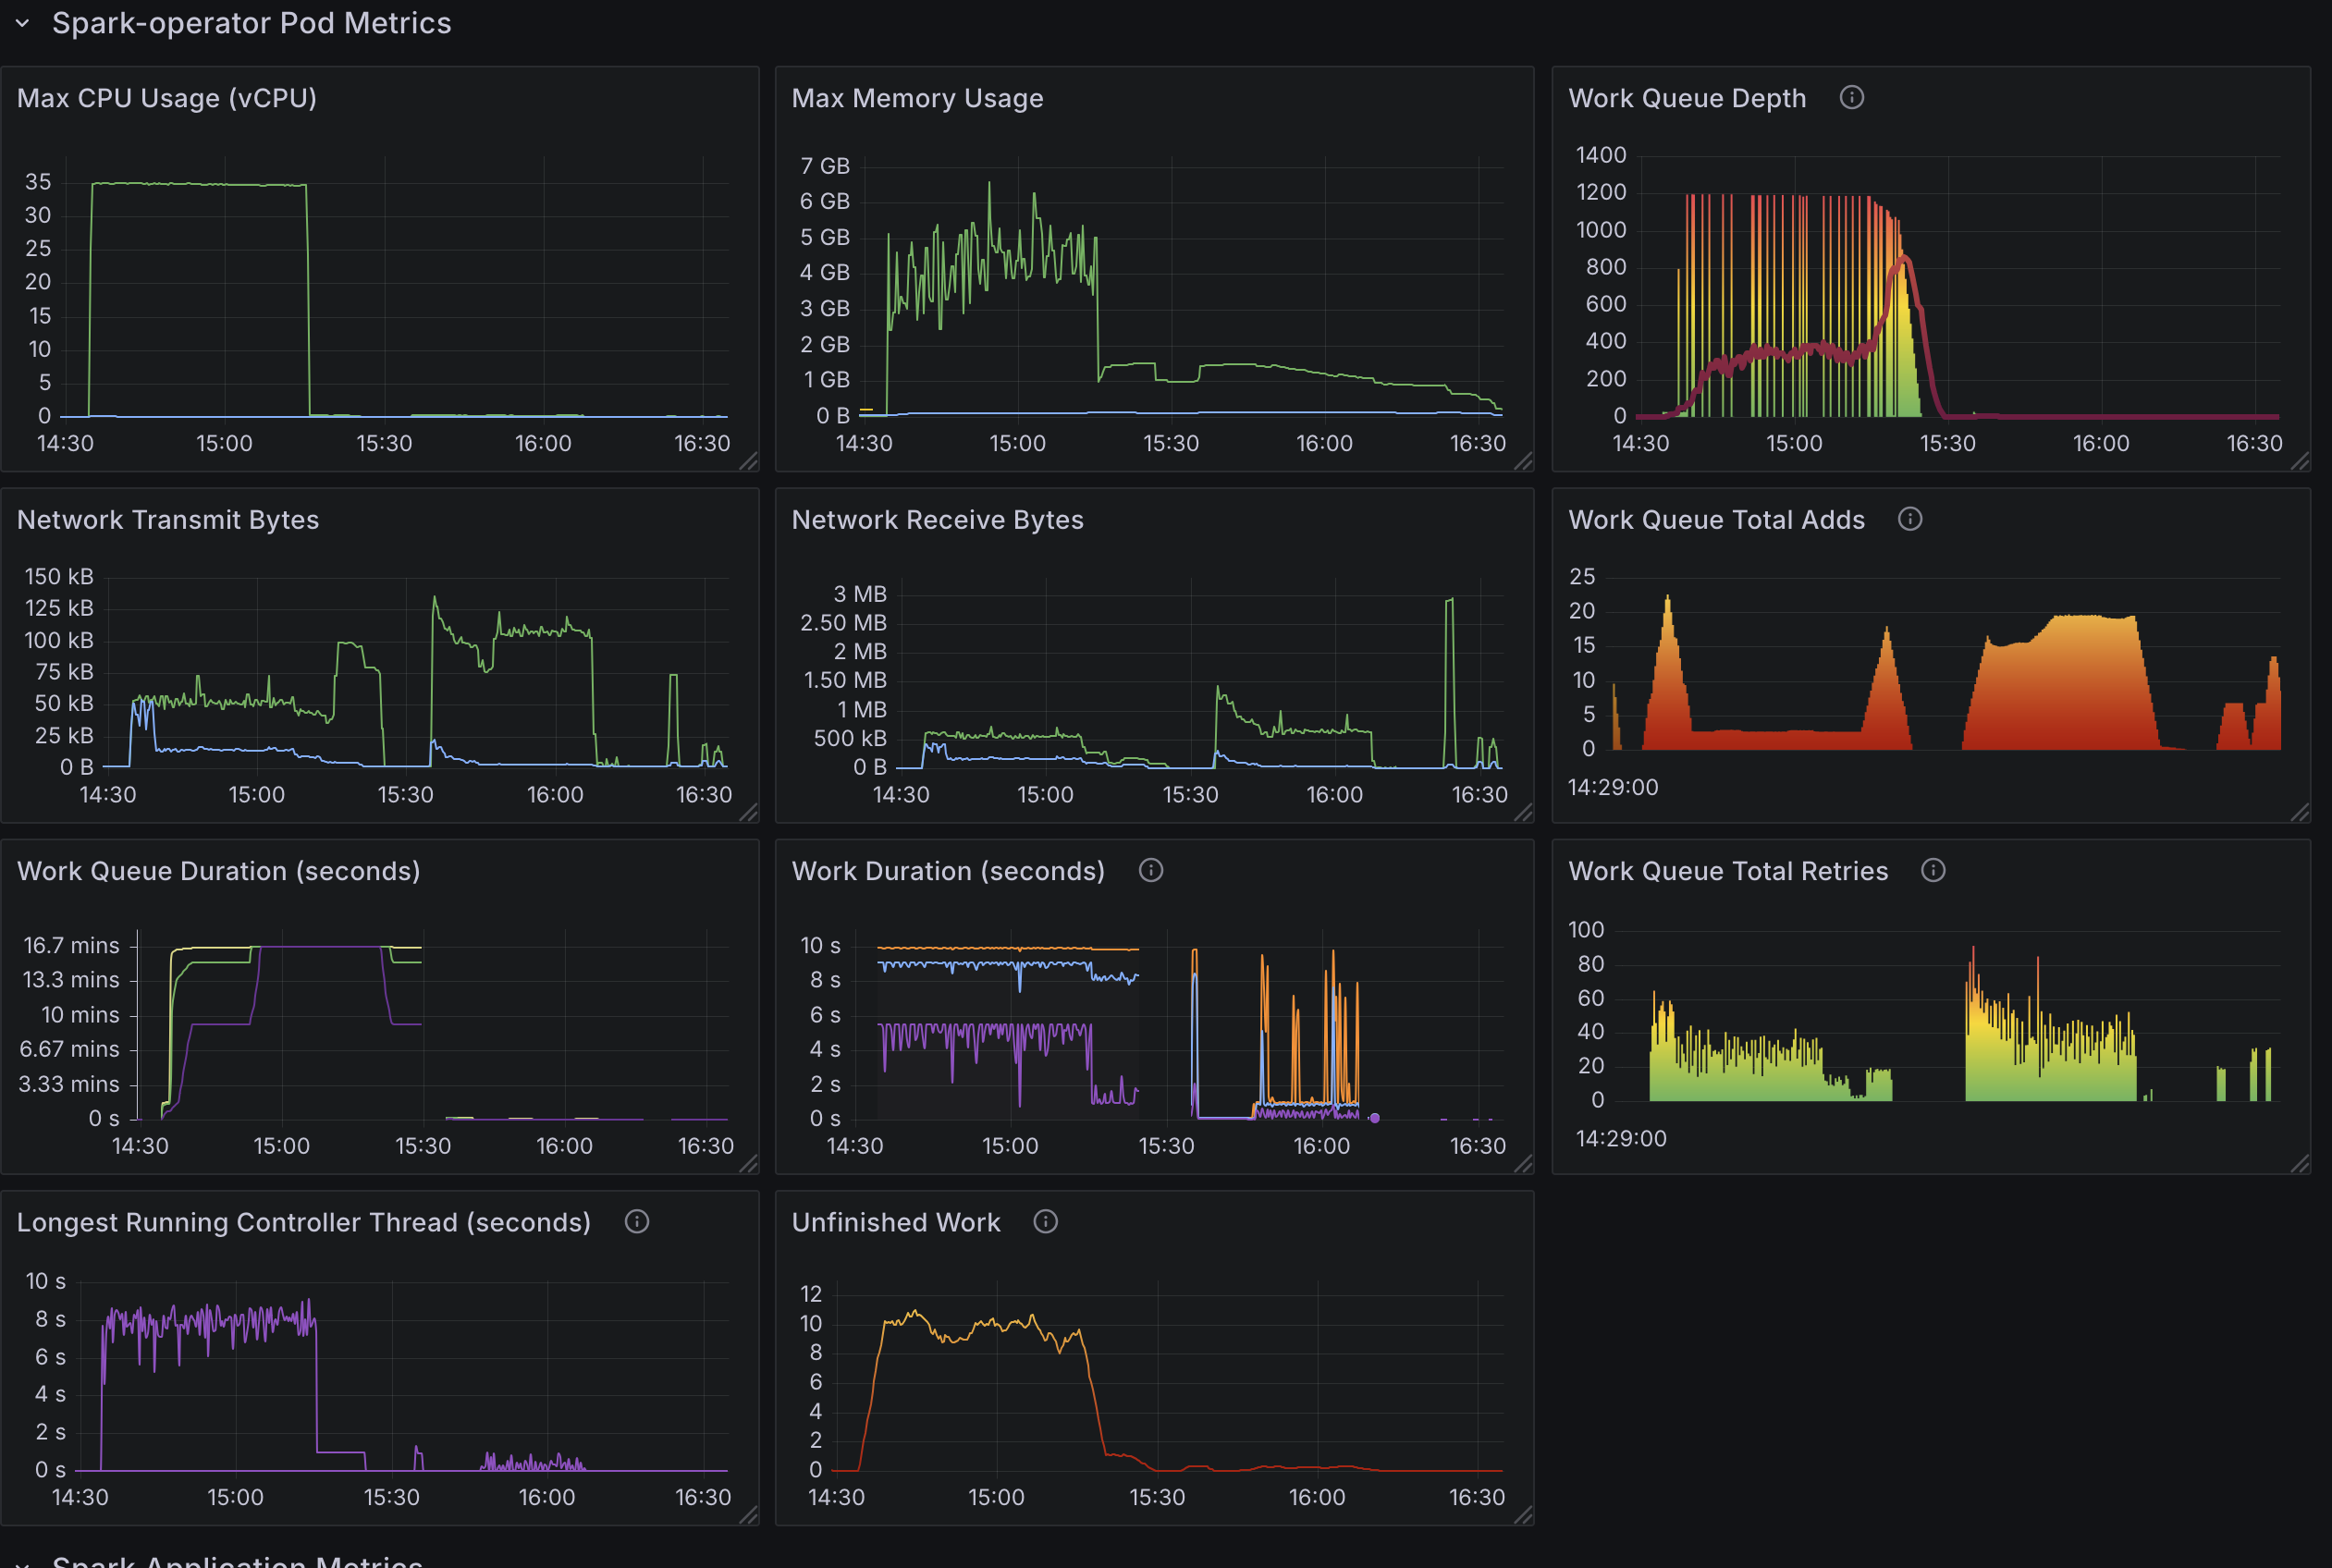 Spark-operator Pod Metrics
Max CPU Usage (vCPU)
35
30
25
20
15
10
5
0
14:30 15:00 15:30 16:00 16:30
Max Memory Usage
7 GB
6 GB
5 GB
4 GB
3 GB
2 GB
1 GB
0 B
14:30 15:00 15:30 16:00 16:30
Work Queue Depth
1400
1200
1000
800
600
400
200
0
14:30 15:00 15:30 16:00 16:30
Network Transmit Bytes
150 kB
125 kB
100 kB
75 kB
50 kB
25 kB
0 B
14:30 15:00 15:30 16:00 16:30
Network Receive Bytes
3 MB
2.50 MB
2 MB
1.50 MB
1 MB
500 kB
0 B
14:30 15:00 15:30 16:00 16:30
Work Queue Total Adds
25
20
15
10
5
0
14:29:00
Work Queue Duration (seconds)
16.7 mins
13.3 mins
10 mins
6.67 mins
3.33 mins
0 s
14:30 15:00 15:30 16:00 16:30
Work Duration (seconds)
10 s
8 s
6 s
4 s
2 s
0 s
14:30 15:00 15:30 16:00 16:30
Work Queue Total Retries
100
80
60
40
20
0
14:29:00
Longest Running Controller Thread (seconds)
10 s
8 s
6 s
4 s
2 s
0 s
14:30 15:00 15:30 16:00 16:30
Unfinished Work
12
10
8
6
4
2
0
14:30 15:00 15:30 16:00 16:30
Spark Application Metrics